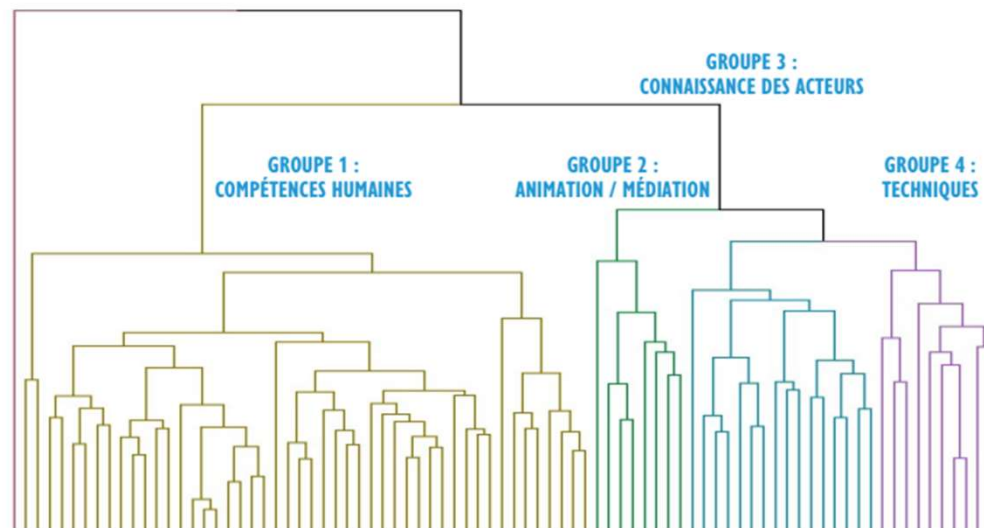 GROUPE 3 :
CONNAISSANCE DES ACTEURS
GROUPE 1 :
COMPÉTENCES HUMAINES
GROUPE 2 :
ANIMATION / MÉDIATION
GROUPE 4 :
TECHNIQUES